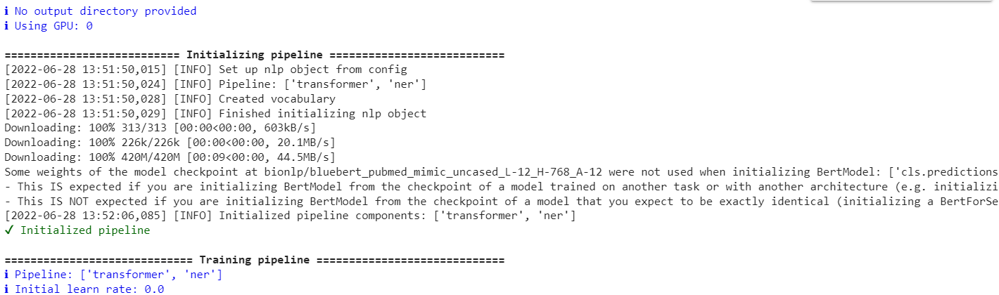 ℹ No output directory provided
ℹ Using GPU: 0
=========================== Initializing pipeline ===========================
[2022-06-28 13:51:50,015] [INFO] Set up nlp object from config
[2022-06-28 13:51:50,024] [INFO] Pipeline: ['transformer', 'ner']
[2022-06-28 13:51:50,028] [INFO] Created vocabulary
[2022-06-28 13:51:50,029] [INFO] Finished initializing nlp object
Downloading: 100% 313/313 [00:00<00:00, 603kB/s]
Downloading: 100% 226k/226k [00:00<00:00, 20.1MB/s]
Downloading: 100% 420M/420M [00:09<00:00, 44.5MB/s]
Some weights of the model checkpoint at bionlp/bluebert_pubmed_mimic_uncased_L-12_H-768_A-12 were not used when initializing BertModel: ['cls.predictions
- This IS expected if you are initializing BertModel from the checkpoint of a model trained on another task or with another architecture (e.g. initializi
- This IS NOT expected if you are initializing BertModel from the checkpoint of a model that you expect to be exactly identical (initializing a BertForSe
[2022-06-28 13:52:06,085] [INFO] Initialized pipeline components: ['transformer', 'ner']
✔ Initialized pipeline
============================= Training pipeline =============================
ℹ Pipeline: ['transformer', 'ner']
ℹ Initial learn rate: 0.0